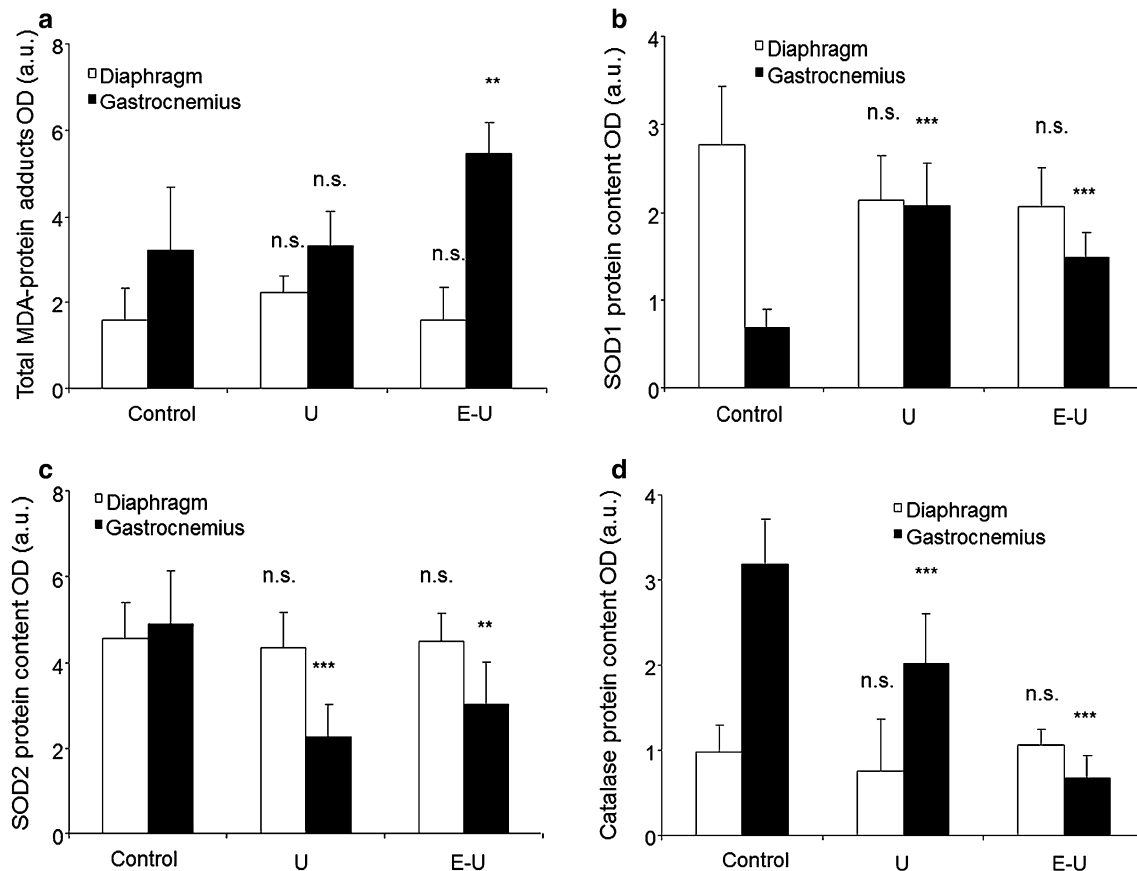 a
Total MDA-protein adducts OD (a.u.)
8
6
4
2
0
Diaphragm
Gastrocnemius
n.s.
n.s.
n.s.
**
Control U E-U
b
SOD1 protein content OD (a.u.)
4
3
2
1
0
Diaphragm
Gastrocnemius
n.s.
***
n.s.
***
Control U E-U
c
SOD2 protein content OD (a.u.)
8
6
4
2
0
Diaphragm
Gastrocnemius
n.s.
***
n.s.
**
Control U E-U
d
Catalase protein content OD (a.u.)
4
3
2
1
0
Diaphragm
Gastrocnemius
n.s.
***
n.s.
***
Control U E-U